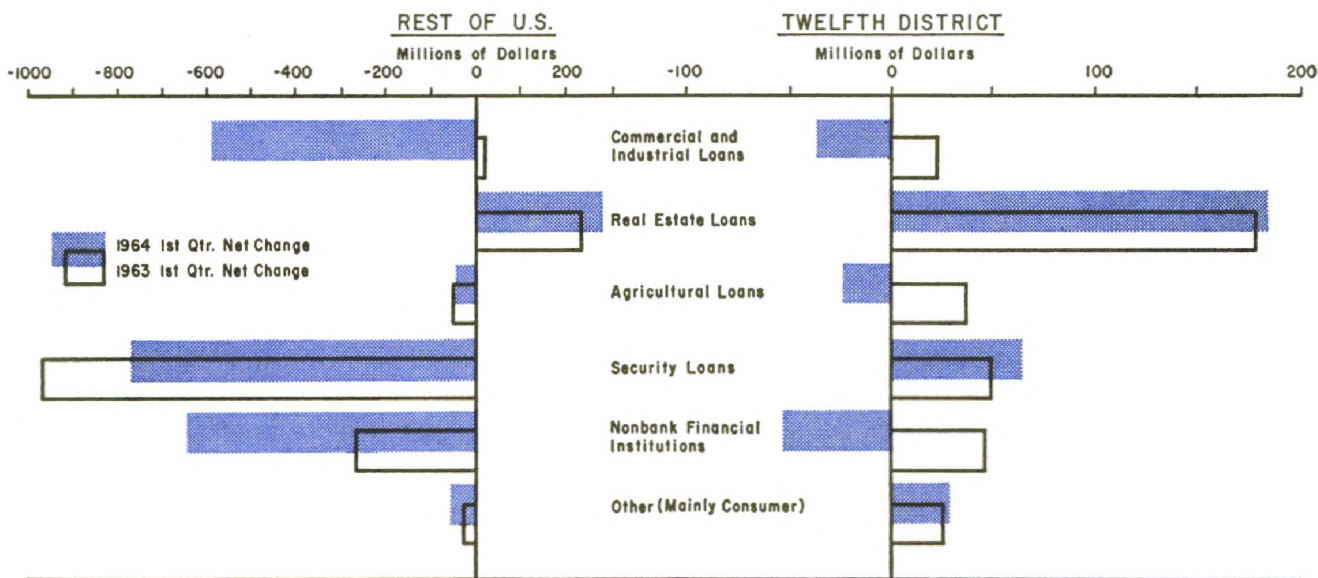 REST OF U.S.
Millions of Dollars
-1000 -800 -600 -400 -200 0 200
TWELFTH DISTRICT
Millions of Dollars
-100 0 100 200
Commercial and
Industrial Loans
Real Estate Loans
1964 1st Qtr. Net Change
1963 1st Qtr. Net Change
Agricultural Loans
Security Loans
Nonbank Financial
Institutions
Other (Mainly Consumer)